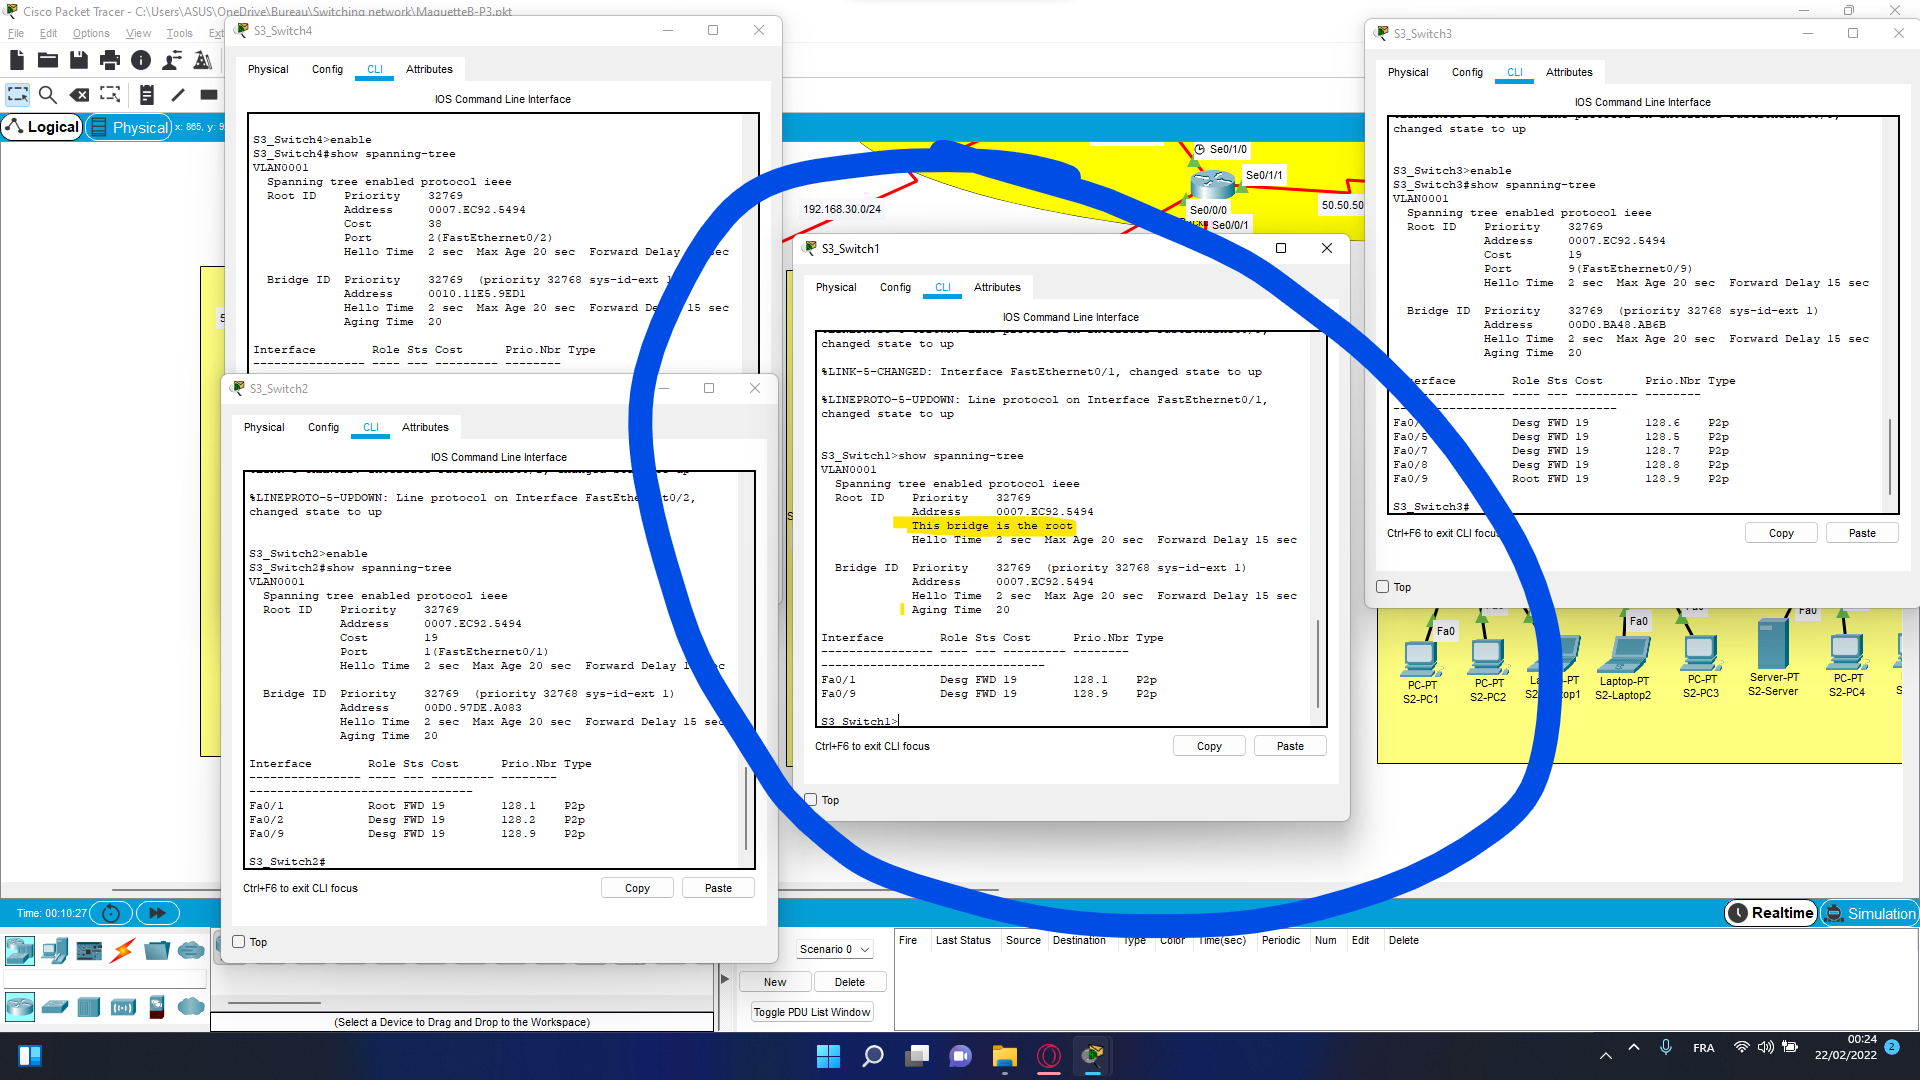 Cisco Packet Tracer - C:\Users\ASUS\OneDrive\Bureau\Switching network\MaquetteB-P3.pkt
File Edit Options View Tools Ext
Logical Physical x: 865, y: 9
S3_Switch4
Physical Config CLI Attributes
IOS Command Line Interface
S3_Switch4>enable
S3_Switch4#show spanning-tree
VLAN0001
Spanning tree enabled protocol ieee
Root ID Priority 32769
Address 0007.EC92.5494
Cost 38
Port 2(FastEthernet0/2)
Hello Time 2 sec Max Age 20 sec Forward Delay sec
Bridge ID Priority 32769 (priority 32768 sys-id-ext 1)
Address 0010.11E5.9ED1
Hello Time 2 sec Max Age 20 sec Forward Delay 15 sec
Aging Time 20
Interface Role Sts Cost Prio.Nbr Type
---------------- ---- --- --------- --------
S3_Switch2
Physical Config CLI Attributes
IOS Command Line Interface
%LINEPROTO-5-UPDOWN: Line protocol on Interface FastEthernet0/2,
changed state to up
S3_Switch2>enable
S3_Switch2#show spanning-tree
VLAN0001
Spanning tree enabled protocol ieee
Root ID Priority 32769
Address 0007.EC92.5494
Cost 19
Port 1(FastEthernet0/1)
Hello Time 2 sec Max Age 20 sec Forward Delay sec
Bridge ID Priority 32769 (priority 32768 sys-id-ext 1)
Address 00D0.97DE.A083
Hello Time 2 sec Max Age 20 sec Forward Delay 15 sec
Aging Time 20
Interface Role Sts Cost Prio.Nbr Type
---------------- ---- --- --------- --------
--------------------------------
Fa0/1 Root FWD 19 128.1 P2p
Fa0/2 Desg FWD 19 128.2 P2p
Fa0/9 Desg FWD 19 128.9 P2p
S3_Switch2#
Ctrl+F6 to exit CLI focus Copy Paste
Top
192.168.30.0/24
Se0/1/0
Se0/1/1
Se0/0/0
Se0/0/1
50.50.50
S3_Switch1
Physical Config CLI Attributes
IOS Command Line Interface
changed state to up
%LINK-5-CHANGED: Interface FastEthernet0/1, changed state to up
%LINEPROTO-5-UPDOWN: Line protocol on Interface FastEthernet0/1,
changed state to up
S3_Switch1>show spanning-tree
VLAN0001
Spanning tree enabled protocol ieee
Root ID Priority 32769
Address 0007.EC92.5494
This bridge is the root
Hello Time 2 sec Max Age 20 sec Forward Delay 15 sec
Bridge ID Priority 32769 (priority 32768 sys-id-ext 1)
Address 0007.EC92.5494
Hello Time 2 sec Max Age 20 sec Forward Delay 15 sec
Aging Time 20
Interface Role Sts Cost Prio.Nbr Type
---------------- ---- --- --------- --------
--------------------------------
Fa0/1 Desg FWD 19 128.1 P2p
Fa0/9 Desg FWD 19 128.9 P2p
S3_Switch1>
Ctrl+F6 to exit CLI focus Copy Paste
Top
S3_Switch3
Physical Config CLI Attributes
IOS Command Line Interface
changed state to up
S3_Switch3>enable
S3_Switch3#show spanning-tree
VLAN0001
Spanning tree enabled protocol ieee
Root ID Priority 32769
Address 0007.EC92.5494
Cost 19
Port 9(FastEthernet0/9)
Hello Time 2 sec Max Age 20 sec Forward Delay 15 sec
Bridge ID Priority 32769 (priority 32768 sys-id-ext 1)
Address 00D0.BA48.AB6B
Hello Time 2 sec Max Age 20 sec Forward Delay 15 sec
Aging Time 20
Interface Role Sts Cost Prio.Nbr Type
---------------- ---- --- --------- --------
--------------------------------
Fa0/ Desg FWD 19 128.6 P2p
Fa0/5 Desg FWD 19 128.5 P2p
Fa0/7 Desg FWD 19 128.7 P2p
Fa0/8 Desg FWD 19 128.8 P2p
Fa0/9 Root FWD 19 128.9 P2p
S3_Switch3#
Ctrl+F6 to exit CLI focus Copy Paste
Top
Fa0 Fa0 Fa0
PC-PT
S2-PC1
PC-PT
S2-PC2
Laptop-PT
S2-Laptop1
Laptop-PT
S2-Laptop2
PC-PT
S2-PC3
Server-PT
S2-Server
PC-PT
S2-PC4
Time: 00:10:27
Realtime Simulation
Scenario 0
New Delete
Toggle PDU List Window
Fire Last Status Source Destination Type Color Time(sec) Periodic Num Edit Delete
(Select a Device to Drag and Drop to the Workspace)
FRA
00:24
22/02/2022
2